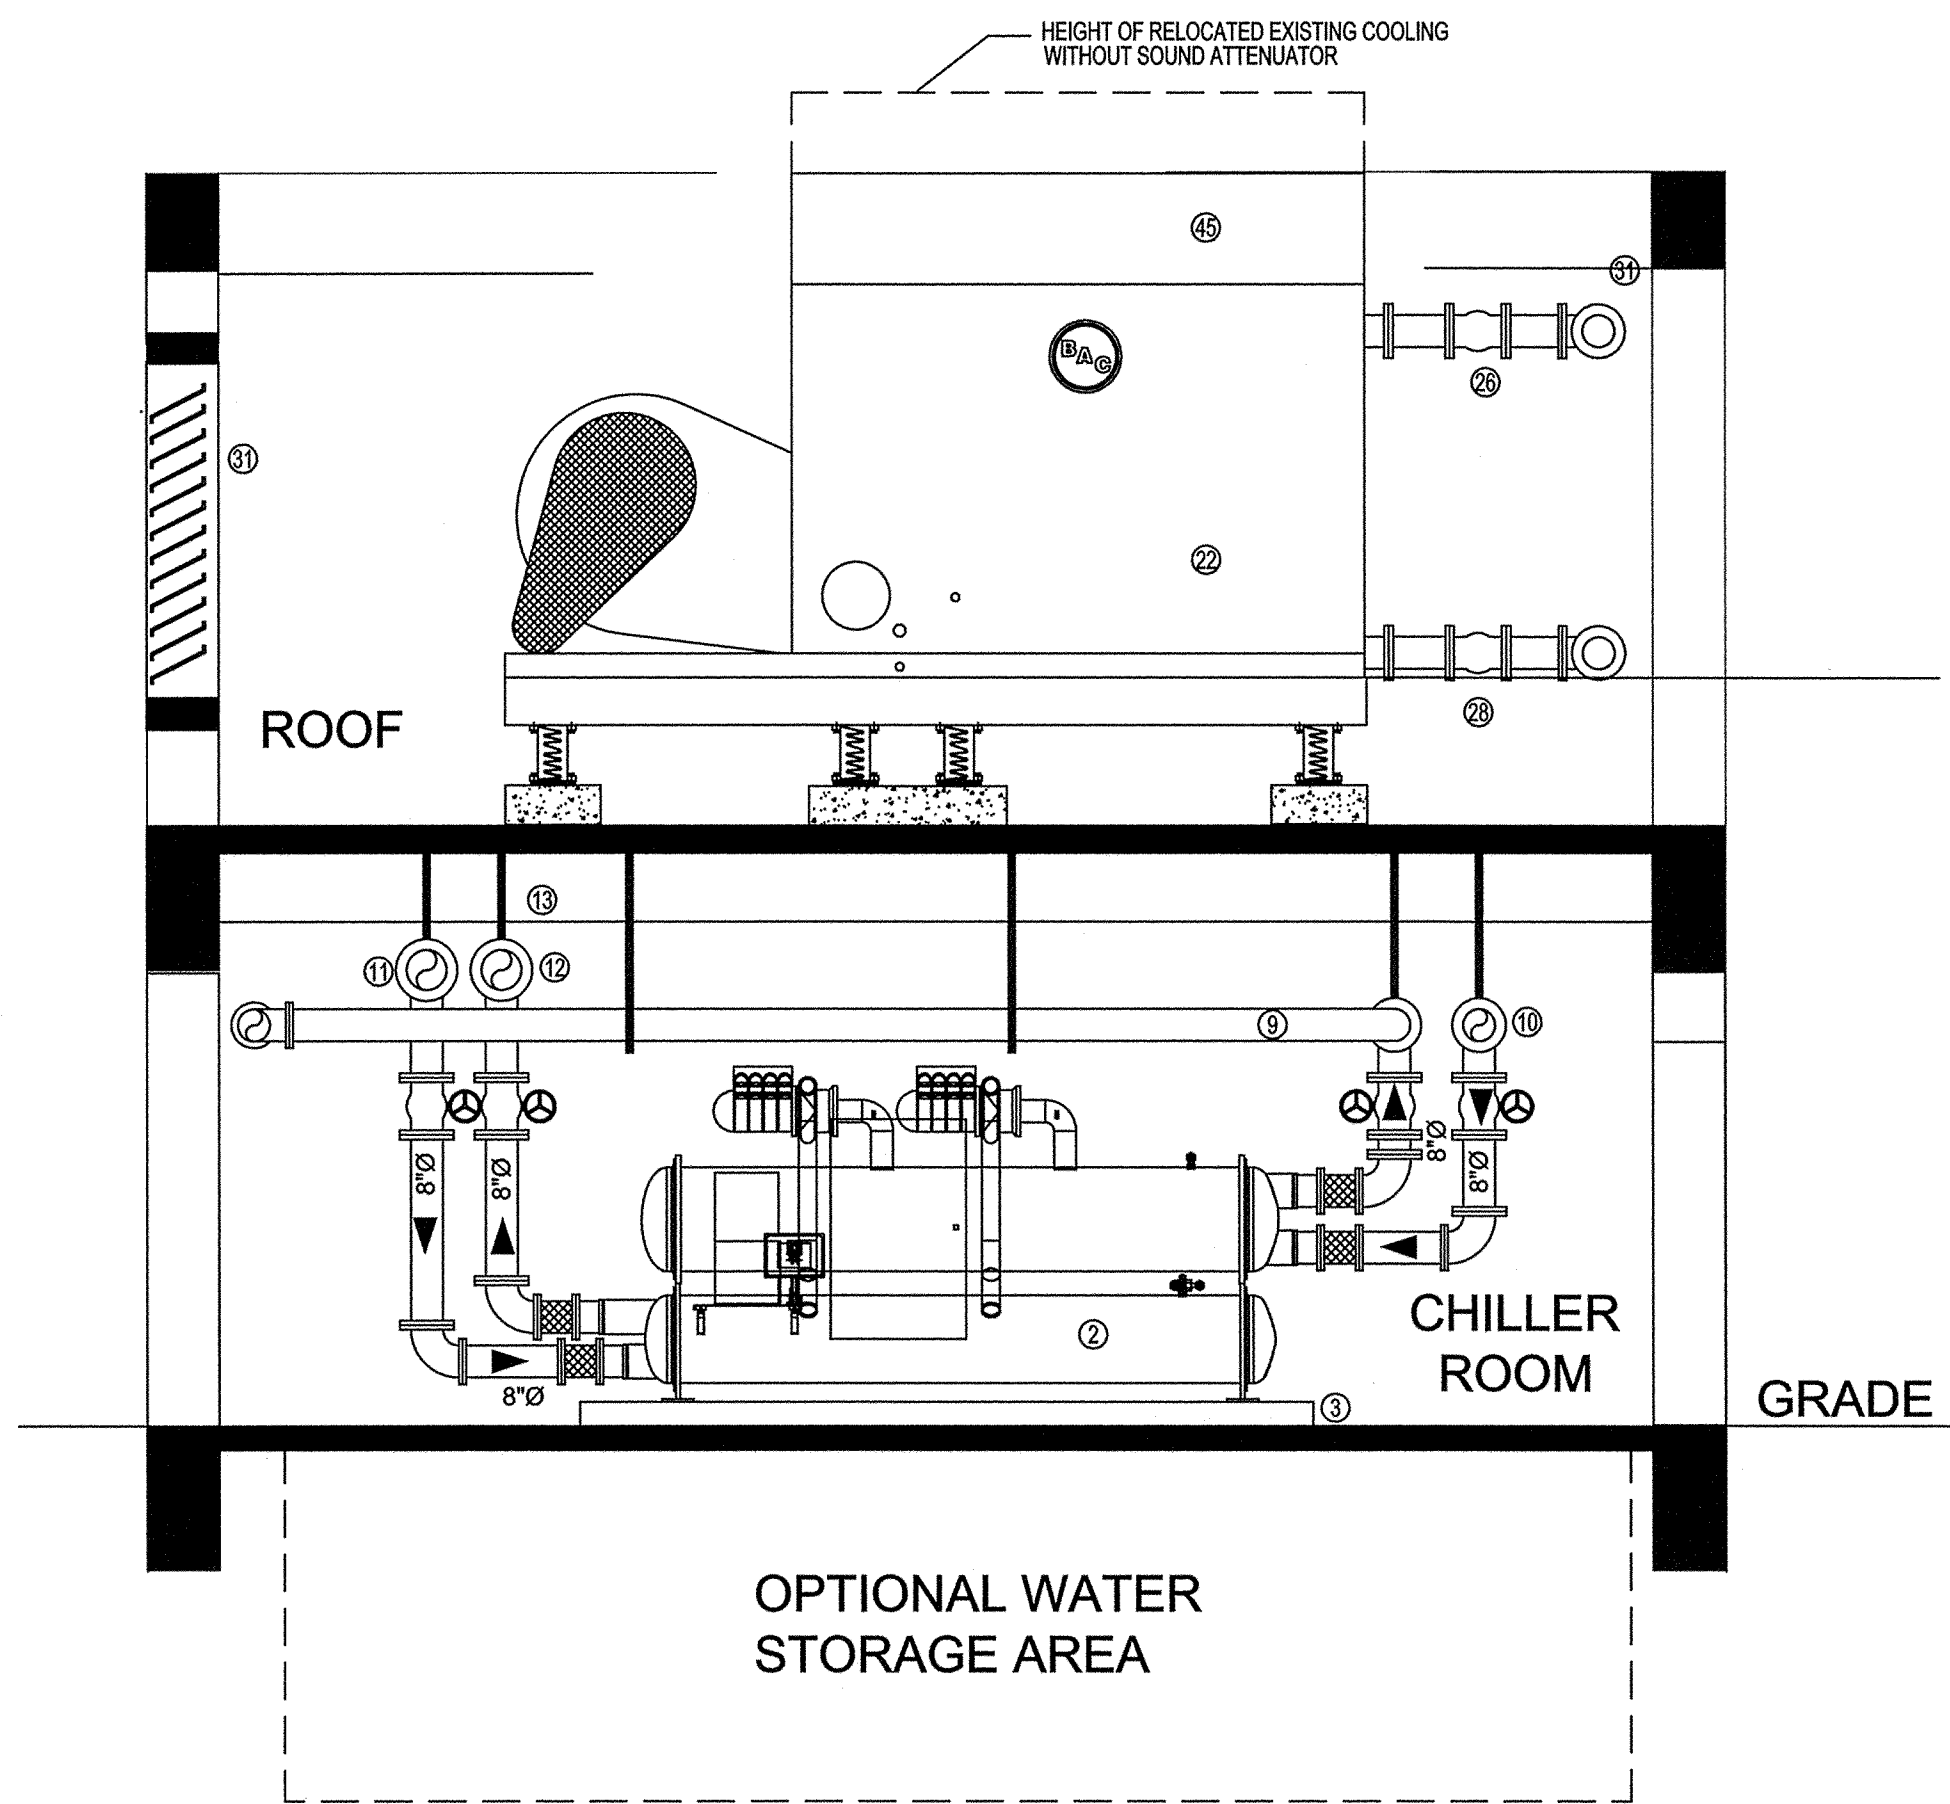 HEIGHT OF RELOCATED EXISTING COOLING
WITHOUT SOUND ATTENUATOR
45
31
BAC
26
31
22
28
ROOF
13
11
12
9
10
8"Ø
8"Ø
8"Ø
8"Ø
2
CHILLER
ROOM
8"Ø
3
GRADE
OPTIONAL WATER
STORAGE AREA